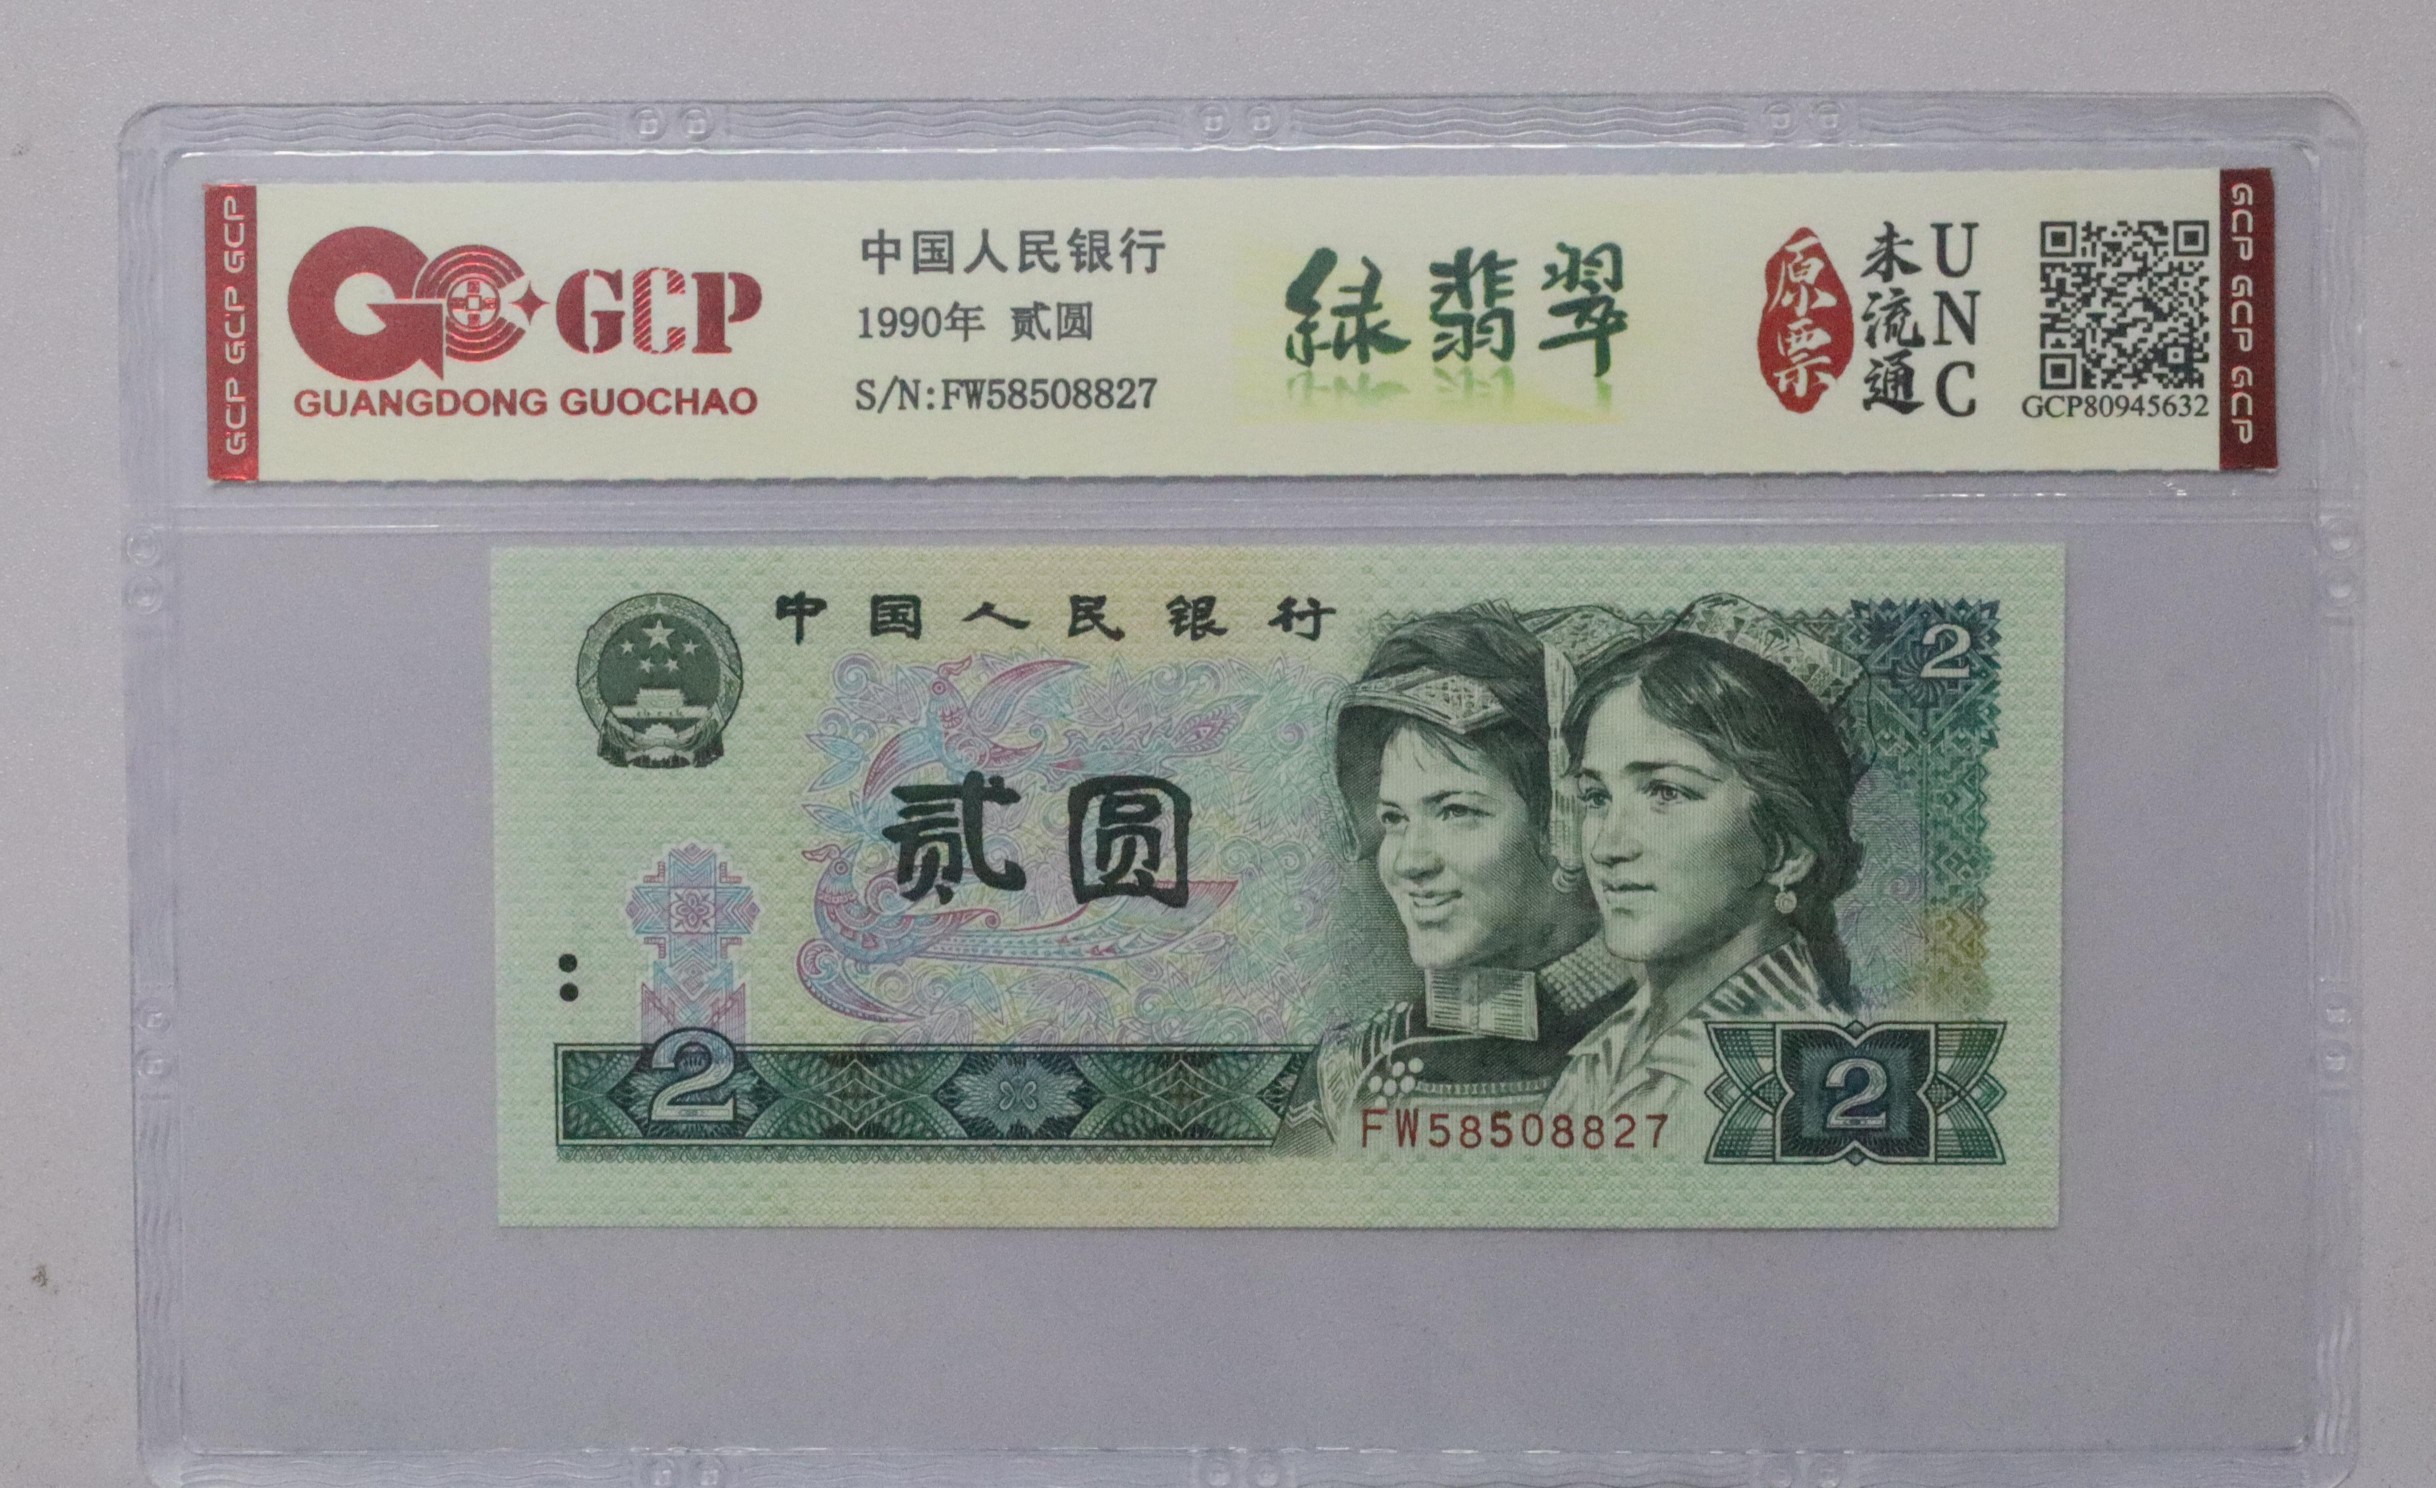 GCP GCP GCP
GCP
GUANGDONG GUOCHAO
中国人民银行
1990年 贰圆
S/N:FW58508827
绿翡翠
原票
未流通
UNC
GCP80945632
GCP GCP GCP
中国人民银行
2
贰圆
2
FW58508827
2